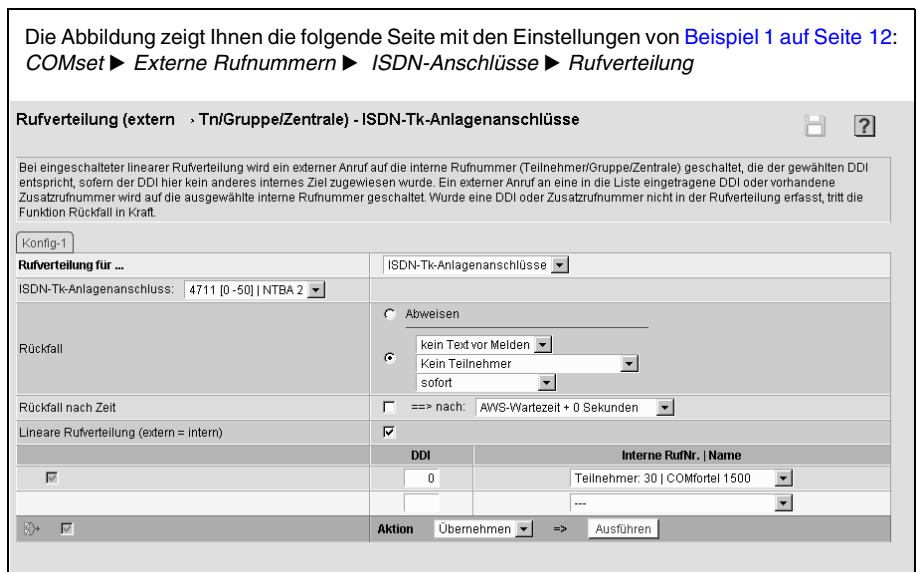 Die Abbildung zeigt Ihnen die folgende Seite mit den Einstellungen von Beispiel 1 auf Seite 12:
COMset ▶ Externe Rufnummern ▶ ISDN-Anschlüsse ▶ Rufverteilung
Rufverteilung (extern → Tn/Gruppe/Zentrale) - ISDN-Tk-Anlagenanschlüsse
?
Bei eingeschalteter linearer Rufverteilung wird ein externer Anruf auf die interne Rufnummer (Teilnehmer/Gruppe/Zentrale) geschaltet, die der gewählten DDI
entspricht, sofern der DDI hier kein anderes internes Ziel zugewiesen wurde. Ein externer Anruf an eine in die Liste eingetragene DDI oder vorhandene
Zusatzrufnummer wird auf die ausgewählte interne Rufnummer geschaltet. Wurde eine DDI oder Zusatzrufnummer nicht in der Rufverteilung erfasst, tritt die
Funktion Rückfall in Kraft.
Konfig-1
Rufverteilung für ... ISDN-Tk-Anlagenanschlüsse
ISDN-Tk-Anlagenanschluss: 4711 [0 -50] | NTBA 2
Abweisen
Rückfall
kein Text vor Melden
Kein Teilnehmer
sofort
Rückfall nach Zeit ==> nach: AWS-Wartezeit + 0 Sekunden
Lineare Rufverteilung (extern = intern)
DDI Interne RufNr. | Name
0 Teilnehmer: 30 | COMfortel 1500
---
Aktion Übernehmen => Ausführen